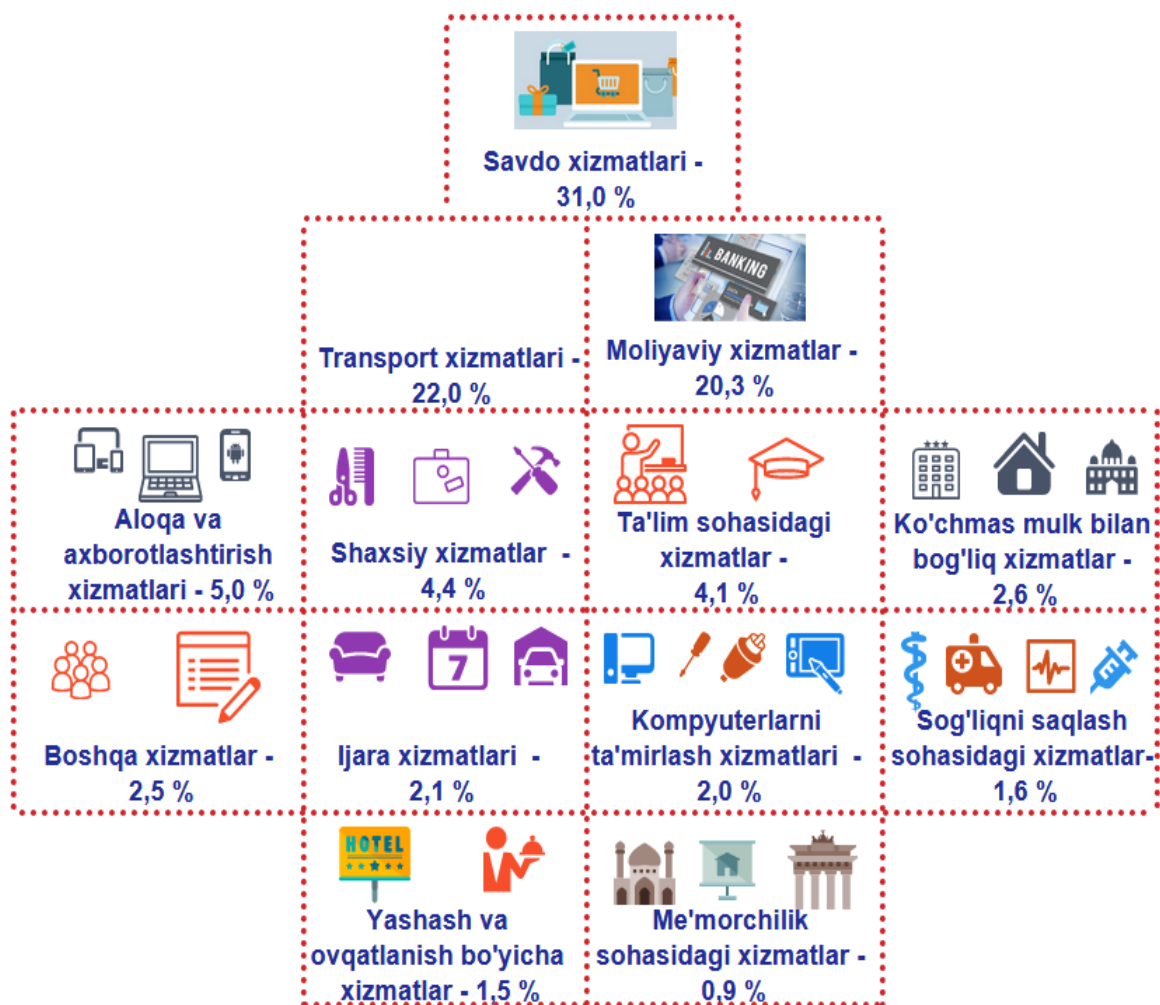 Savdo xizmatlari -
31,0 %
BANKING
Transport xizmatlari -
22,0 %
Moliyaviy xizmatlar -
20,3 %
Aloqa va
axborotlashtirish
xizmatlari - 5,0 %
Shaxsiy xizmatlar -
4,4 %
Ta'lim sohasidagi
xizmatlar -
4,1 %
Ko'chmas mulk bilan
bog'liq xizmatlar -
2,6 %
Boshqa xizmatlar -
2,5 %
7
Ijara xizmatlari -
2,1 %
Kompyuterlarni
ta'mirlash xizmatlari -
2,0 %
Sog'liqni saqlash
sohasidagi xizmatlar-
1,6 %
HOTEL
Yashash va
ovqatlanish bo'yicha
xizmatlar - 1,5 %
Me'morchilik
sohasidagi xizmatlar -
0,9 %